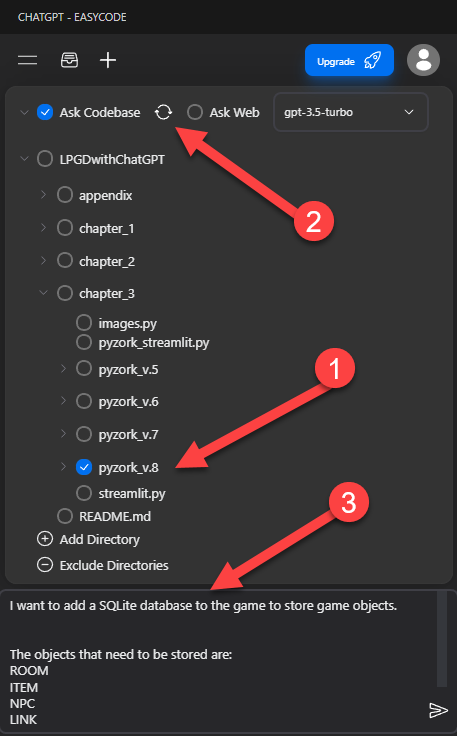 CHATGPT - EASYCODE
Upgrade
Ask Codebase
Ask Web
gpt-3.5-turbo
2
LPGDwithChatGPT
appendix
chapter_1
chapter_2
chapter_3
images.py
pyzork_streamlit.py
pyzork_v.5
1
pyzork_v.6
pyzork_v.7
pyzork_v.8
streamlit.py
3
README.md
Add Directory
Exclude Directories
I want to add a SQLite database to the game to store game objects.
The objects that need to be stored are:
ROOM
ITEM
NPC
LINK